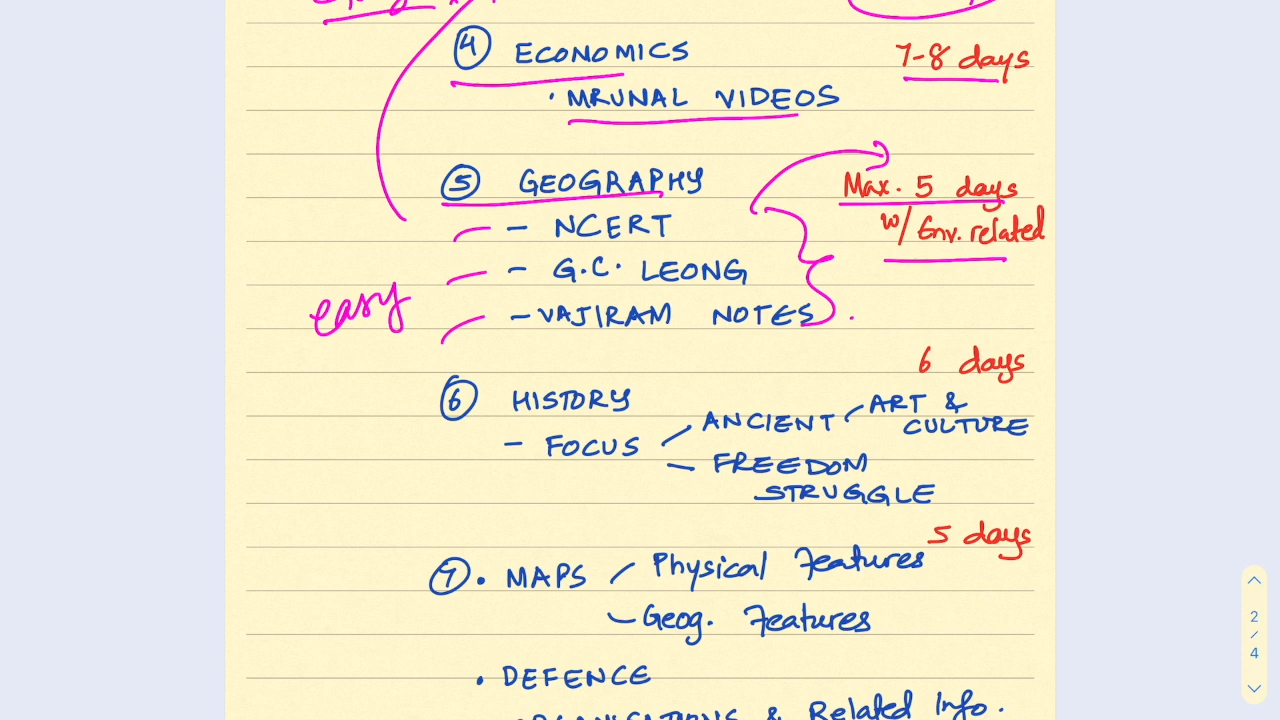 ④ ECONOMICS 7-8 days
• MRUNAL VIDEOS
⑤ GEOGRAPHY Max. 5 days
– NCERT w/ Env. related
– G.C. LEONG
easy – VAJIRAM NOTES
6 days
⑥ HISTORY
– FOCUS ANCIENT ART & CULTURE
FREEDOM STRUGGLE
5 days
⑦ • MAPS Physical Features
Geog. Features
• DEFENCE
ORGANISATIONS & Related Info.
2
/
4